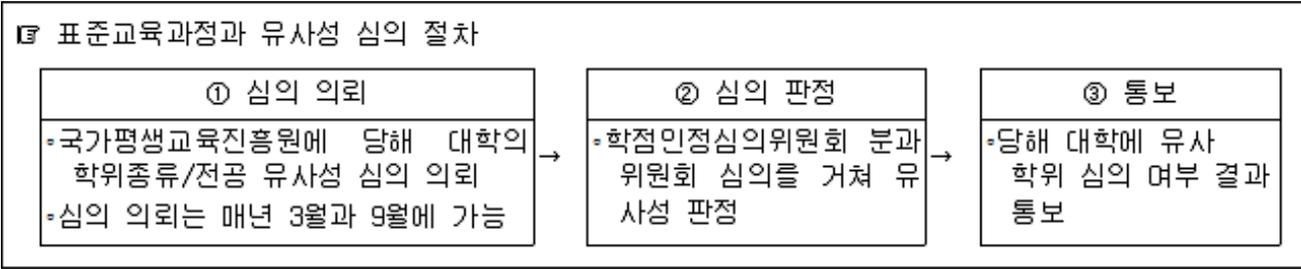 ☞ 표준교육과정과 유사성 심의 절차
① 심의 의뢰
◦국가평생교육진흥원에 당해 대학의
학위종류/전공 유사성 심의 의뢰
◦심의 의뢰는 매년 3월과 9월에 가능
→
② 심의 판정
◦학점인정심의위원회 분과
위원회 심의를 거쳐 유
사성 판정
→
③ 통보
◦당해 대학에 유사
학위 심의 여부 결과
통보